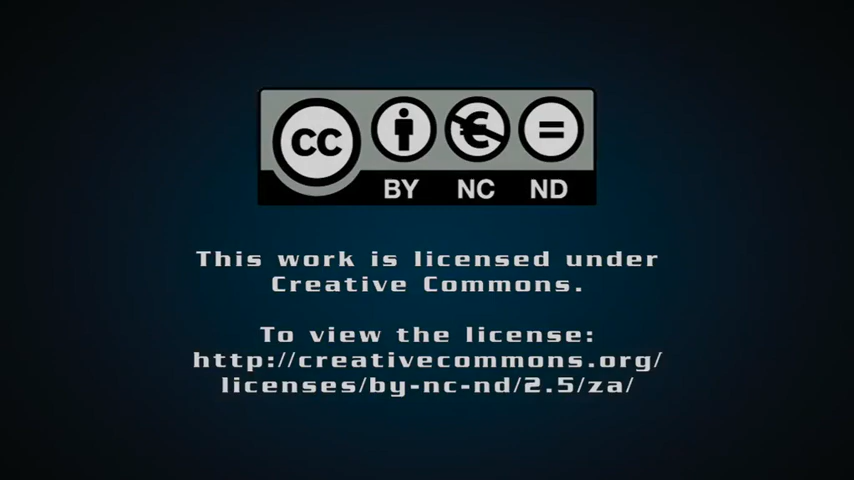 CC
BY NC ND
This work is licensed under
Creative Commons.
To view the license:
http://creativecommons.org/
licenses/by-nc-nd/2.5/za/